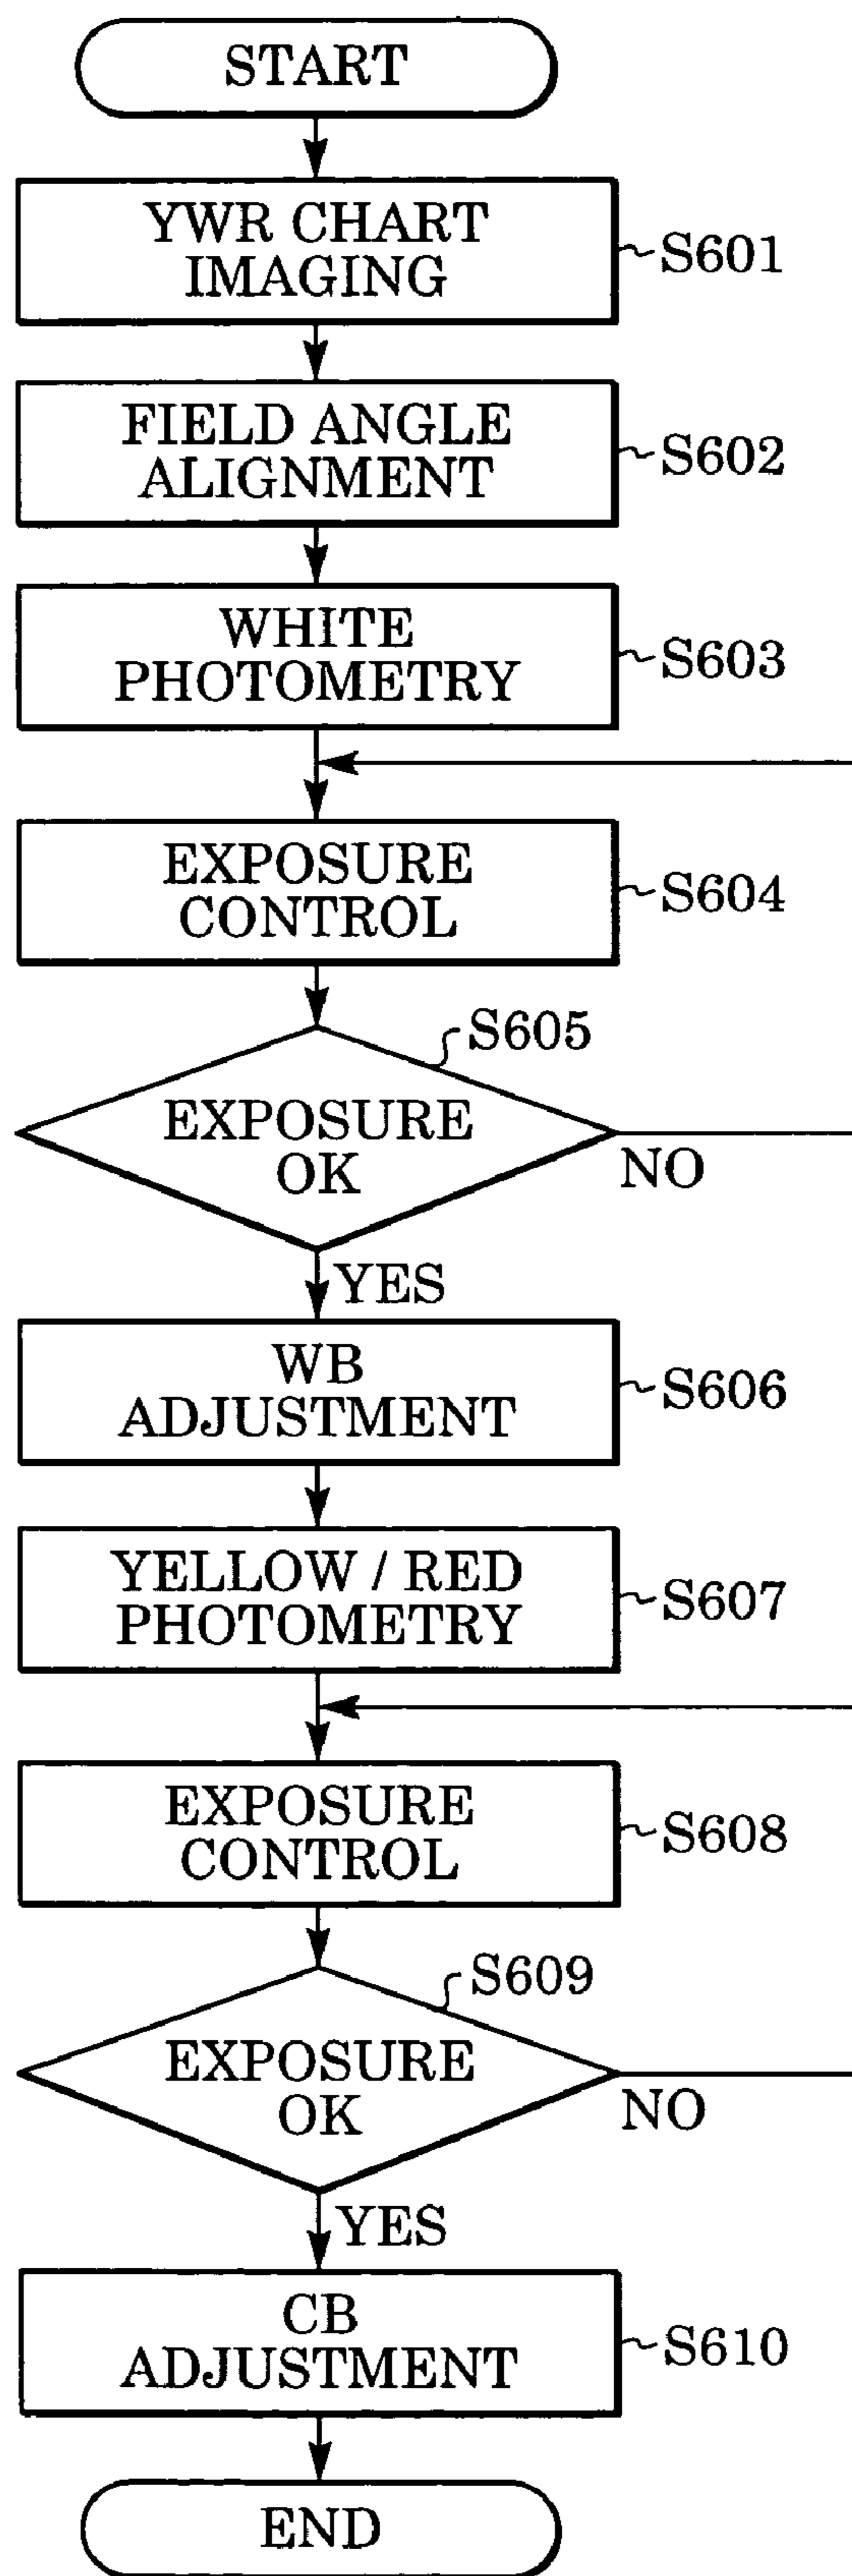 START
YWR CHART
IMAGING
S601
FIELD ANGLE
ALIGNMENT
S602
WHITE
PHOTOMETRY
S603
EXPOSURE
CONTROL
S604
S605
EXPOSURE
OK
NO
YES
WB
ADJUSTMENT
S606
YELLOW / RED
PHOTOMETRY
S607
EXPOSURE
CONTROL
S608
S609
EXPOSURE
OK
NO
YES
CB
ADJUSTMENT
S610
END